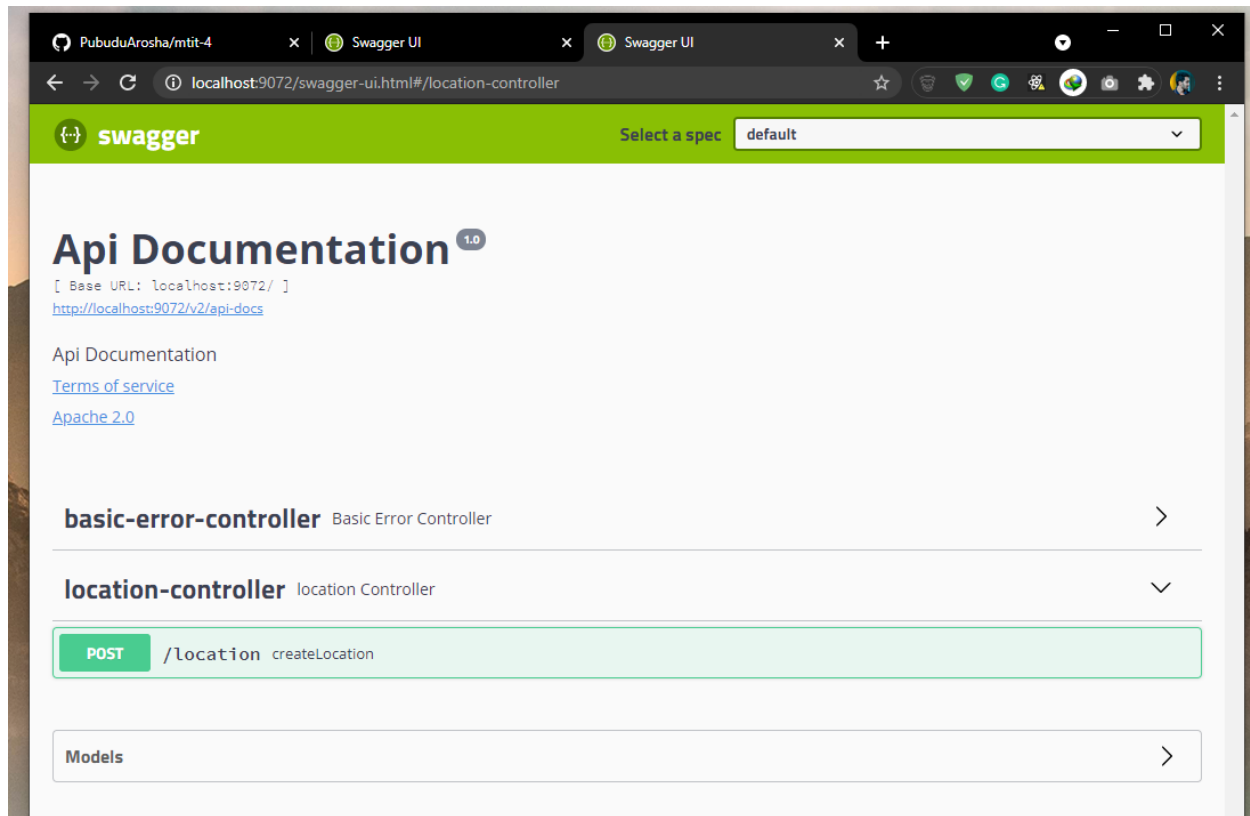 PubuduArosha/mtit-4
Swagger UI
Swagger UI
localhost:9072/swagger-ui.html#/location-controller
swagger
Select a spec
default
Api Documentation 1.0
[ Base URL: localhost:9072/ ]
http://localhost:9072/v2/api-docs
Api Documentation
Terms of service
Apache 2.0
basic-error-controller Basic Error Controller
location-controller location Controller
POST /location createLocation
Models